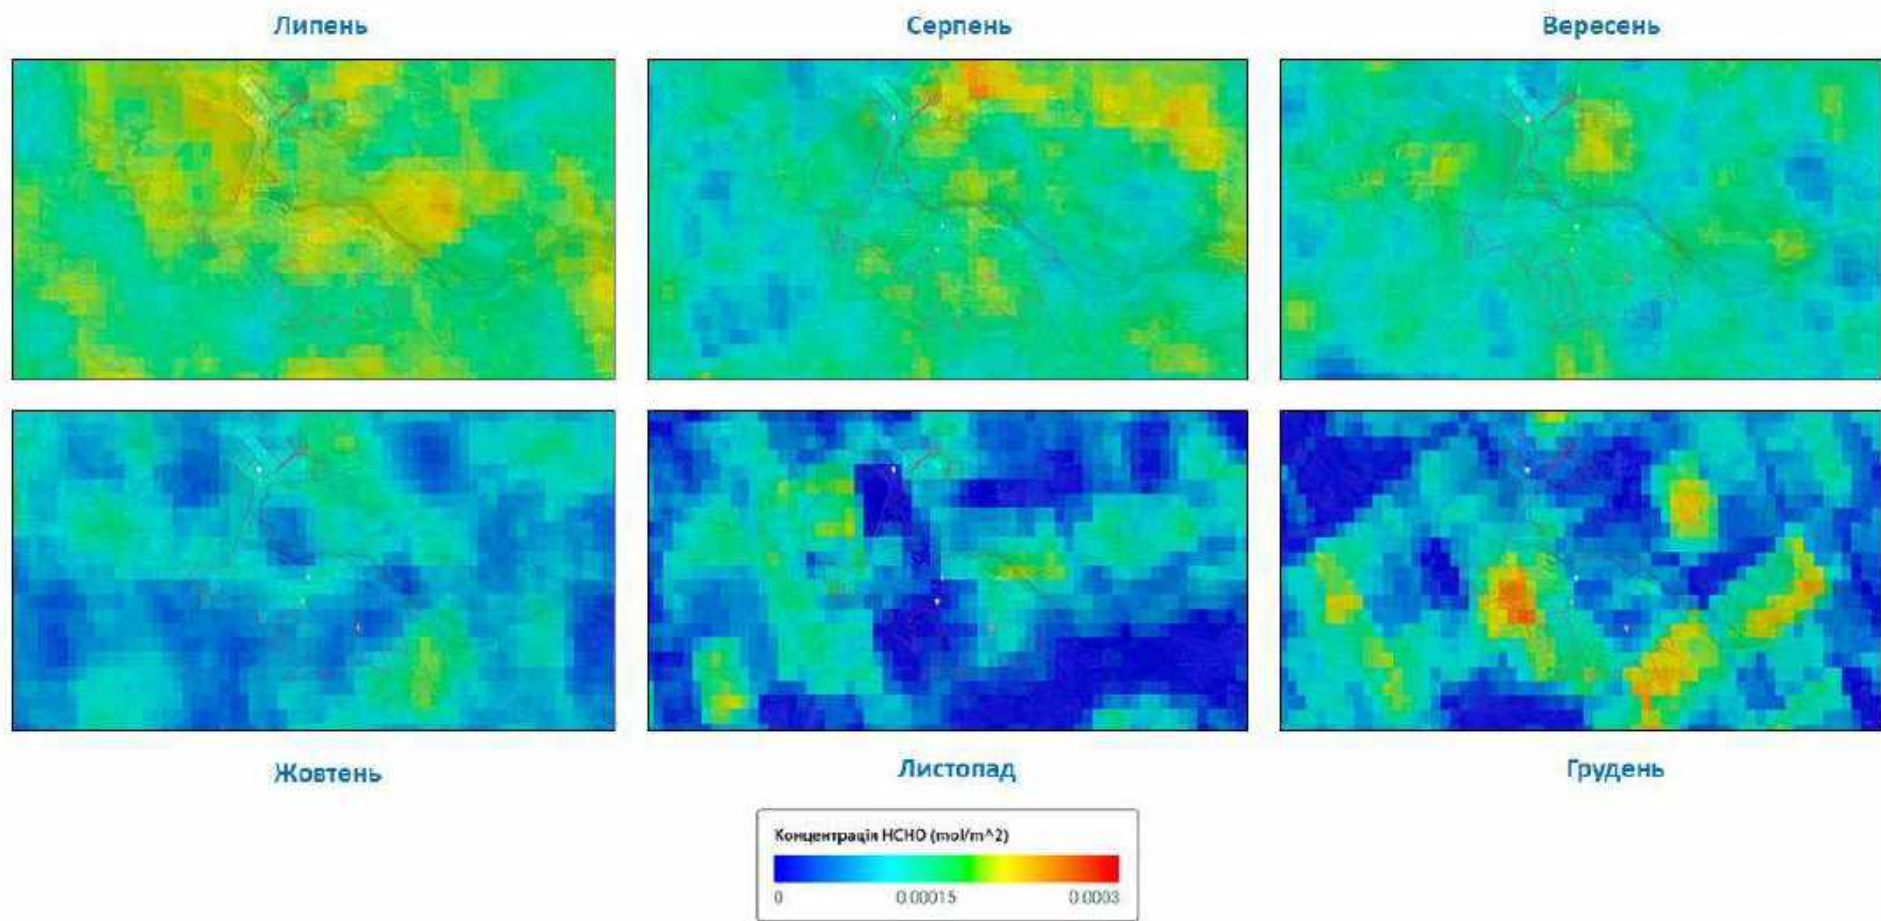 Липень
Серпень
Вересень
Жовтень
Листопад
Грудень
Концентрація HCHO (mol/m^2)
0
0.00015
0.0003